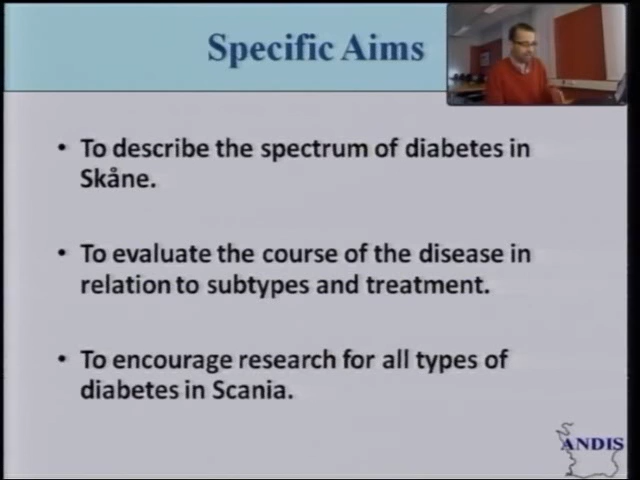 Specific Aims
• To describe the spectrum of diabetes in
Skåne.
• To evaluate the course of the disease in
relation to subtypes and treatment.
• To encourage research for all types of
diabetes in Scania.
ANDIS